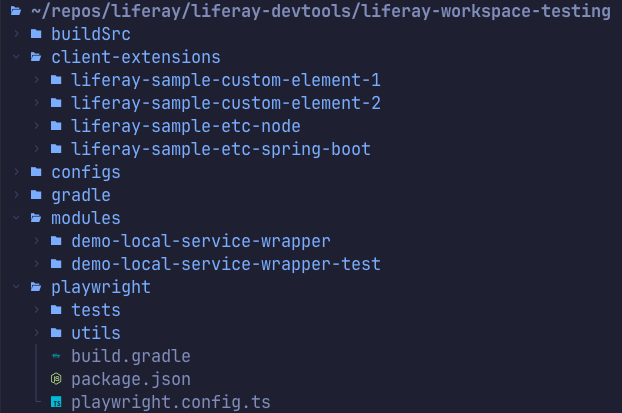 ~/repos/liferay/liferay-devtools/liferay-workspace-testing
buildSrc
client-extensions
liferay-sample-custom-element-1
liferay-sample-custom-element-2
liferay-sample-etc-node
liferay-sample-etc-spring-boot
configs
gradle
modules
demo-local-service-wrapper
demo-local-service-wrapper-test
playwright
tests
utils
build.gradle
package.json
playwright.config.ts